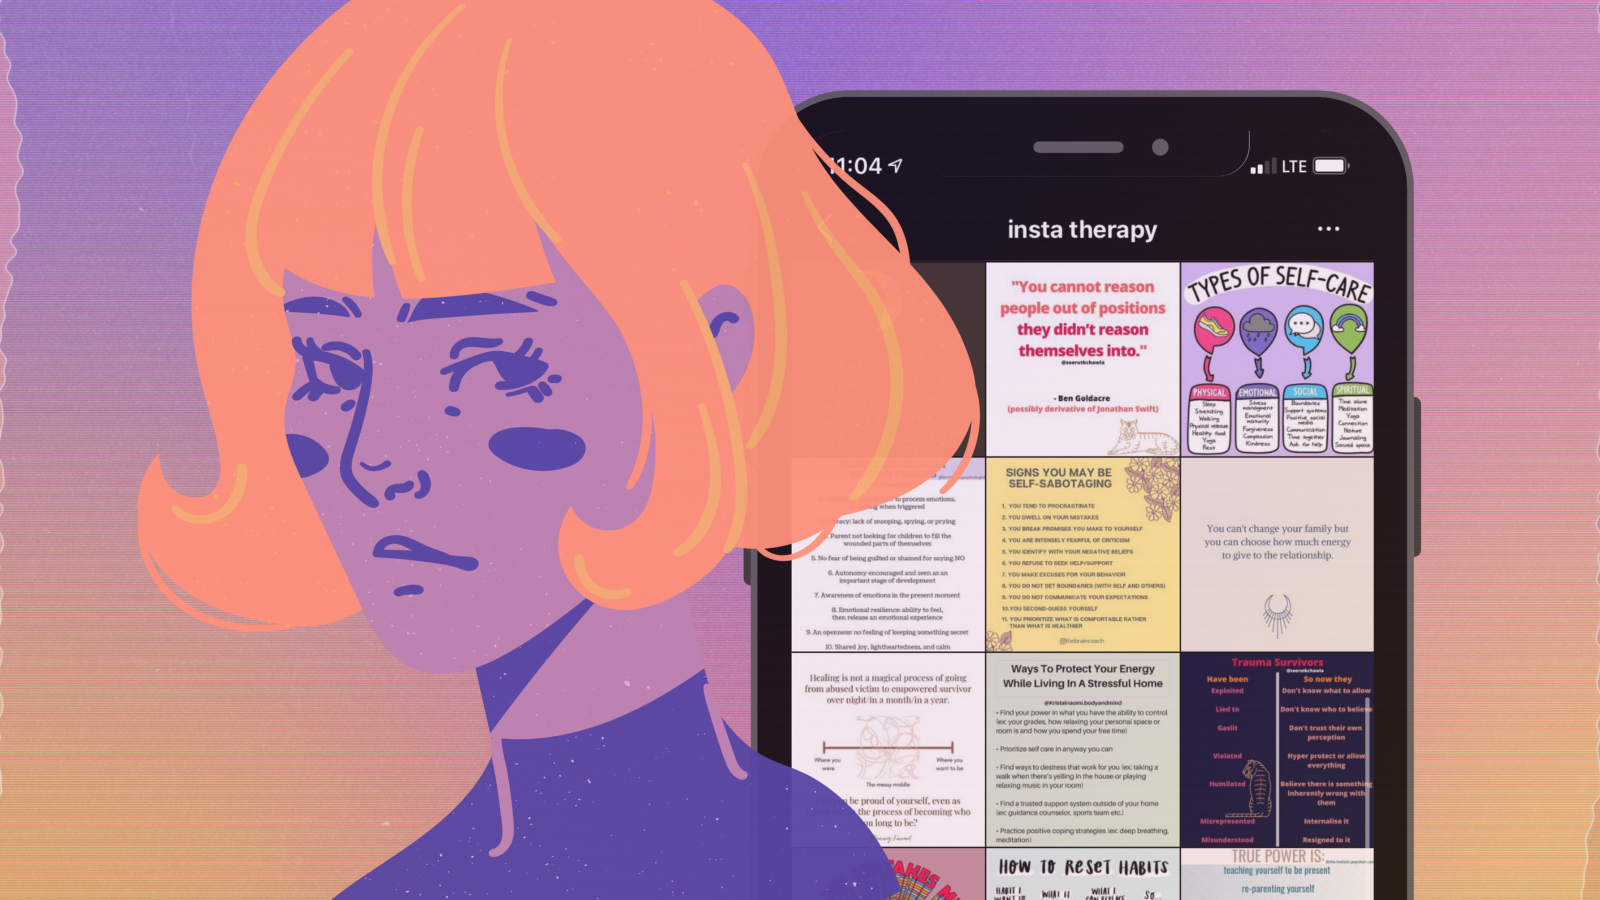 11:04
LTE
insta therapy
"You cannot reason
people out of positions
they didn't reason
themselves into."
@seerutkchawla
- Ben Goldacre
(possibly derivative of Jonathan Swift)
TYPES OF SELF-CARE
PHYSICAL
Sleep
Stretching
Walking
Physical release
Healthy food
Yoga
Rest
EMOTIONAL
Stress
managment
Emotional
maturity
Forgiveness
Compassion
Kindness
SOCIAL
Boundaries
Support systems
Positive social
media
Communication
Time together
Ask for help
SPIRITUAL
Time alone
Meditation
Yoga
Connection
Nature
Journaling
Sacred space
to process emotions,
when triggered
lack of snooping, spying, or prying
Parent not looking for children to fill the
wounded parts of themselves
5. No fear of being guilted or shamed for saying NO
6. Autonomy encouraged and seen as an
important stage of development
7. Awareness of emotions in the present moment
8. Emotional resilience: ability to feel,
then release an emotional experience
9. An openness: no feeling of keeping something secret
10. Shared joy, lightheartedness, and calm
SIGNS YOU MAY BE
SELF-SABOTAGING
1. YOU TEND TO PROCRASTINATE
2. YOU DWELL ON YOUR MISTAKES
3. YOU BREAK PROMISES YOU MAKE TO YOURSELF
4. YOU ARE INTENSELY FEARFUL OF CRITICISM
5. YOU IDENTIFY WITH YOUR NEGATIVE BELIEFS
6. YOU REFUSE TO SEEK HELP/SUPPORT
7. YOU MAKE EXCUSES FOR YOUR BEHAVIOR
8. YOU DO NOT SET BOUNDARIES (WITH SELF AND OTHERS)
9. YOU DO NOT COMMUNICATE YOUR EXPECTATIONS
10. YOU SECOND-GUESS YOURSELF
11. YOU PRIORITIZE WHAT IS COMFORTABLE RATHER
THAN WHAT IS HEALTHIER
@thebraincoach
You can't change your family but
you can choose how much energy
to give to the relationship.
Healing is not a magical process of going
from abused victim to empowered survivor
over night/in a month/in a year.
Where you
were
Where you
want to be
The messy middle
be proud of yourself, even as
the process of becoming who
you long to be?
Ways To Protect Your Energy
While Living In A Stressful Home
@Kristalnaomi.bodyandmind
• Find your power in what you have the ability to control
(ex: your grades, how relaxing your personal space or
room is and how you spend your free time)
• Prioritize self care in anyway you can
• Find ways to destress that work for you (ex: taking a
walk when there's yelling in the house or playing
relaxing music in your room)
• Find a trusted support system outside of your home
(ex: guidance counselor, sports team etc.)
• Practice positive coping strategies (ex: deep breathing,
meditation)
Trauma Survivors
@seerutkchawla
Have been
So now they
Exploited
Don't know what to allow
Lied to
Don't know who to believe
Gaslit
Don't trust their own
perception
Violated
Hyper protect or allow
everything
Humilated
Believe there is something
inherently wrong with
them
Misrepresented
Internalise it
Misunderstood
Resigned to it
HOW TO RESET HABITS
HABIT I
WANT TO
WHAT IF
WHAT I
CAN REPLACE
SO...
TRUE POWER IS:
teaching yourself to be present
re-parenting yourself